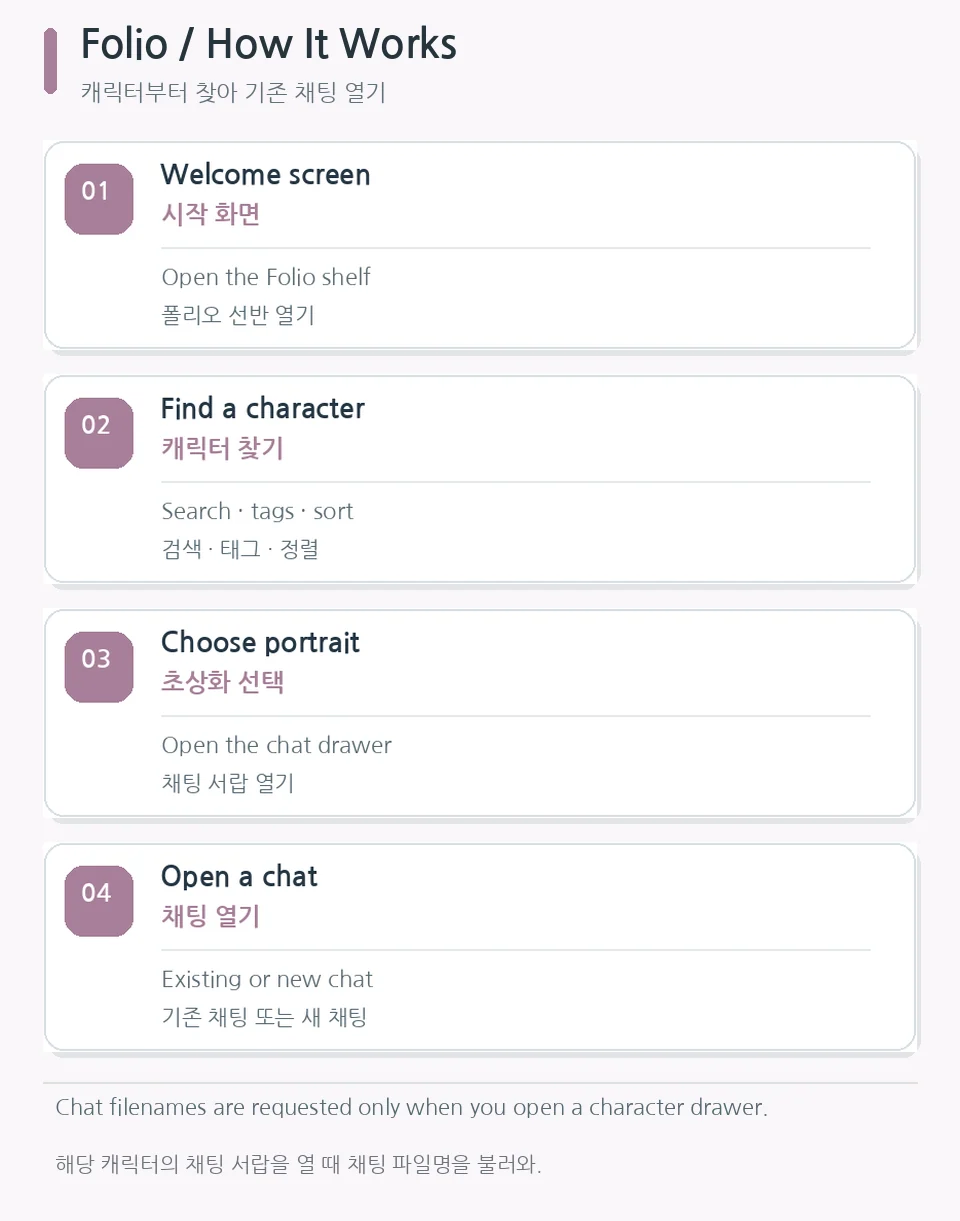 Folio / How It Works
캐릭터부터 찾아 기존 채팅 열기
01
Welcome screen
시작 화면
Open the Folio shelf
폴리오 선반 열기
02
Find a character
캐릭터 찾기
Search · tags · sort
검색 · 태그 · 정렬
03
Choose portrait
초상화 선택
Open the chat drawer
채팅 서랍 열기
04
Open a chat
채팅 열기
Existing or new chat
기존 채팅 또는 새 채팅
Chat filenames are requested only when you open a character drawer.
해당 캐릭터의 채팅 서랍을 열 때 채팅 파일명을 불러와.